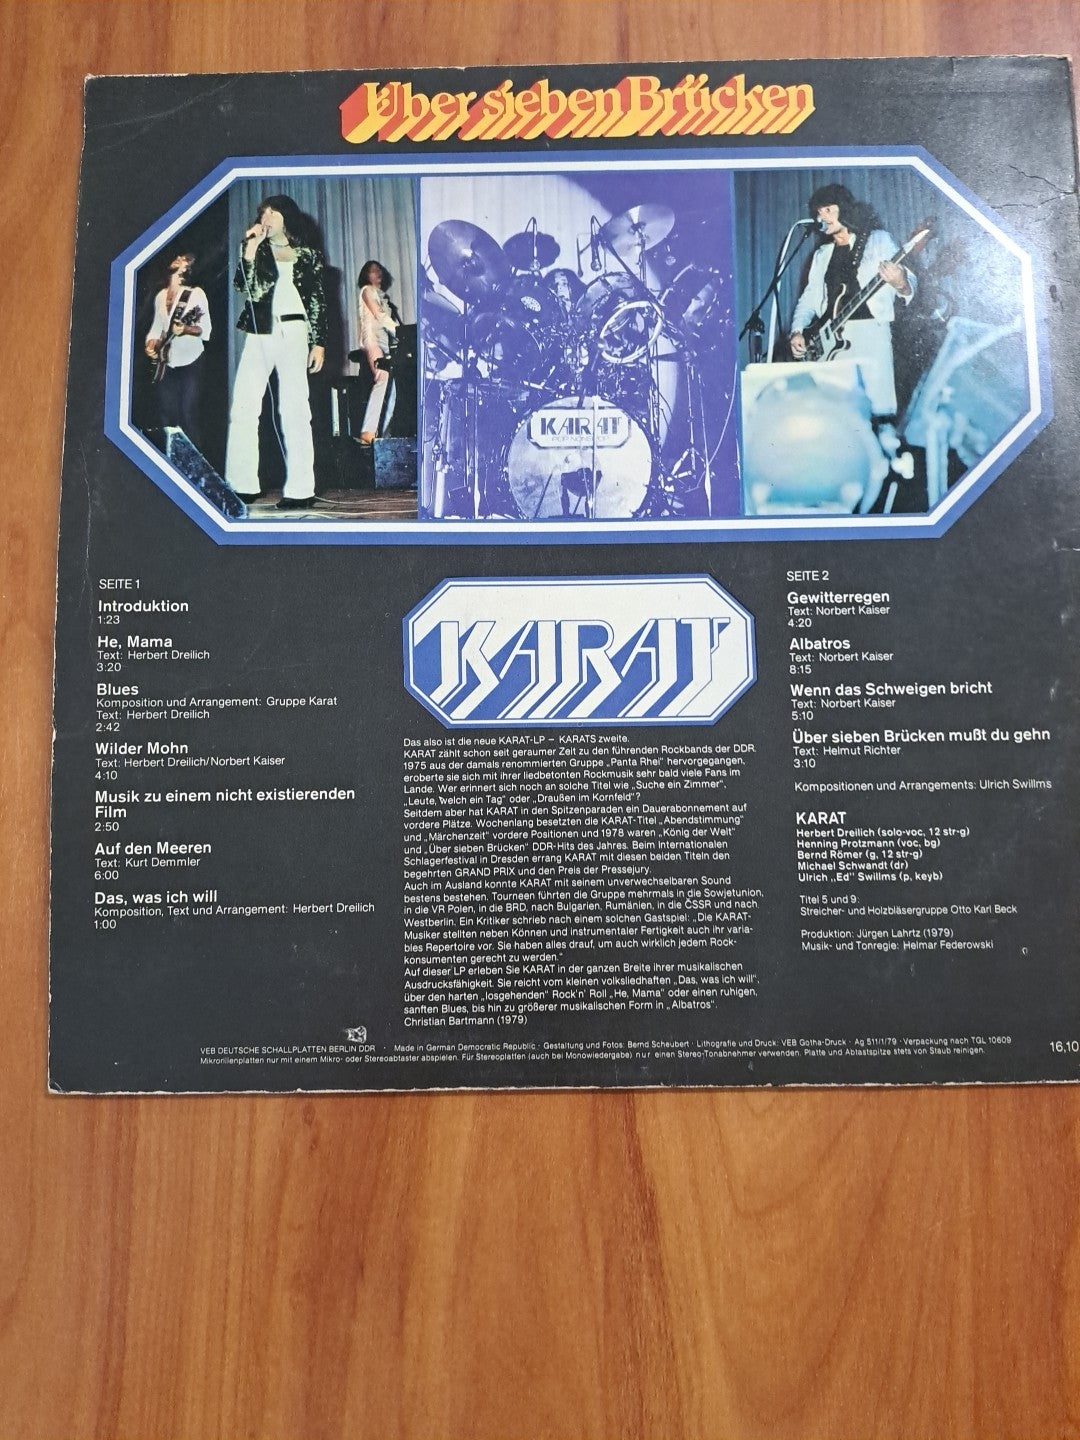 Über sieben Brücken
KARAT
POP NONSTOP
SEITE 1
Introduktion
1:23
He, Mama
Text: Herbert Dreilich
3:20
Blues
Komposition und Arrangement: Gruppe Karat
Text: Herbert Dreilich
2:42
Wilder Mohn
Text: Herbert Dreilich/Norbert Kaiser
4:10
Musik zu einem nicht existierenden
Film
2:50
Auf den Meeren
Text: Kurt Demmler
6:00
Das, was ich will
Komposition, Text und Arrangement: Herbert Dreilich
1:00
KARAT
Das also ist die neue KARAT-LP – KARATS zweite.
KARAT zählt schon seit geraumer Zeit zu den führenden Rockbands der DDR.
1975 aus der damals renommierten Gruppe „Panta Rhei" hervorgegangen,
eroberte sie sich mit ihrer liedbetonten Rockmusik sehr bald viele Fans im
Lande. Wer erinnert sich noch an solche Titel wie „Suche ein Zimmer",
„Leute, welch ein Tag" oder „Draußen im Kornfeld"?
Seitdem aber hat KARAT in den Spitzenparaden ein Dauerabonnement auf
vordere Plätze. Wochenlang besetzten die KARAT-Titel „Abendstimmung"
und „Märchenzeit" vordere Positionen und 1978 waren „König der Welt"
und „Über sieben Brücken" DDR-Hits des Jahres. Beim Internationalen
Schlagerfestival in Dresden errang KARAT mit diesen beiden Titeln den
begehrten GRAND PRIX und den Preis der Pressejury.
Auch im Ausland konnte KARAT mit seinem unverwechselbaren Sound
bestens bestehen. Tourneen führten die Gruppe mehrmals in die Sowjetunion,
in die VR Polen, in die BRD, nach Bulgarien, Rumänien, in die ČSSR und nach
Westberlin. Ein Kritiker schrieb nach einem solchen Gastspiel: „Die KARAT-
Musiker stellten neben Können und instrumentaler Fertigkeit auch ihr varia-
bles Repertoire vor. Sie haben alles drauf, um auch wirklich jedem Rock-
konsumenten gerecht zu werden."
Auf dieser LP erleben Sie KARAT in der ganzen Breite ihrer musikalischen
Ausdrucksfähigkeit. Sie reicht vom kleinen volksliedhaften „Das, was ich will",
über den harten „losgehenden" Rock'n' Roll „He, Mama" oder einen ruhigen,
sanften Blues, bis hin zu größerer musikalischen Form in „Albatros".
Christian Bartmann (1979)
SEITE 2
Gewitterregen
Text: Norbert Kaiser
4:20
Albatros
Text: Norbert Kaiser
8:15
Wenn das Schweigen bricht
Text: Norbert Kaiser
5:10
Über sieben Brücken mußt du gehn
Text: Helmut Richter
3:10
Kompositionen und Arrangements: Ulrich Swillms
KARAT
Herbert Dreilich (solo-voc, 12 str-g)
Henning Protzmann (voc, bg)
Bernd Römer (g, 12 str-g)
Michael Schwandt (dr)
Ulrich „Ed" Swillms (p, keyb)
Titel 5 und 9:
Streicher- und Holzbläsergruppe Otto Karl Beck
Produktion: Jürgen Lahrtz (1979)
Musik- und Tonregie: Helmar Federowski
VEB DEUTSCHE SCHALLPLATTEN BERLIN DDR · Made in German Democratic Republic · Gestaltung und Fotos: Bernd Scheubert · Lithografie und Druck: VEB Gotha-Druck · Ag 511/1/79 · Verpackung nach TGL 10609
Mikrorillenplatten nur mit einem Mikro- oder Stereoabtaster abspielen. Für Stereoplatten (auch bei Monowiedergabe) nur einen Stereo-Tonabnehmer verwenden. Platte und Abtastspitze stets von Staub reinigen.
16,10